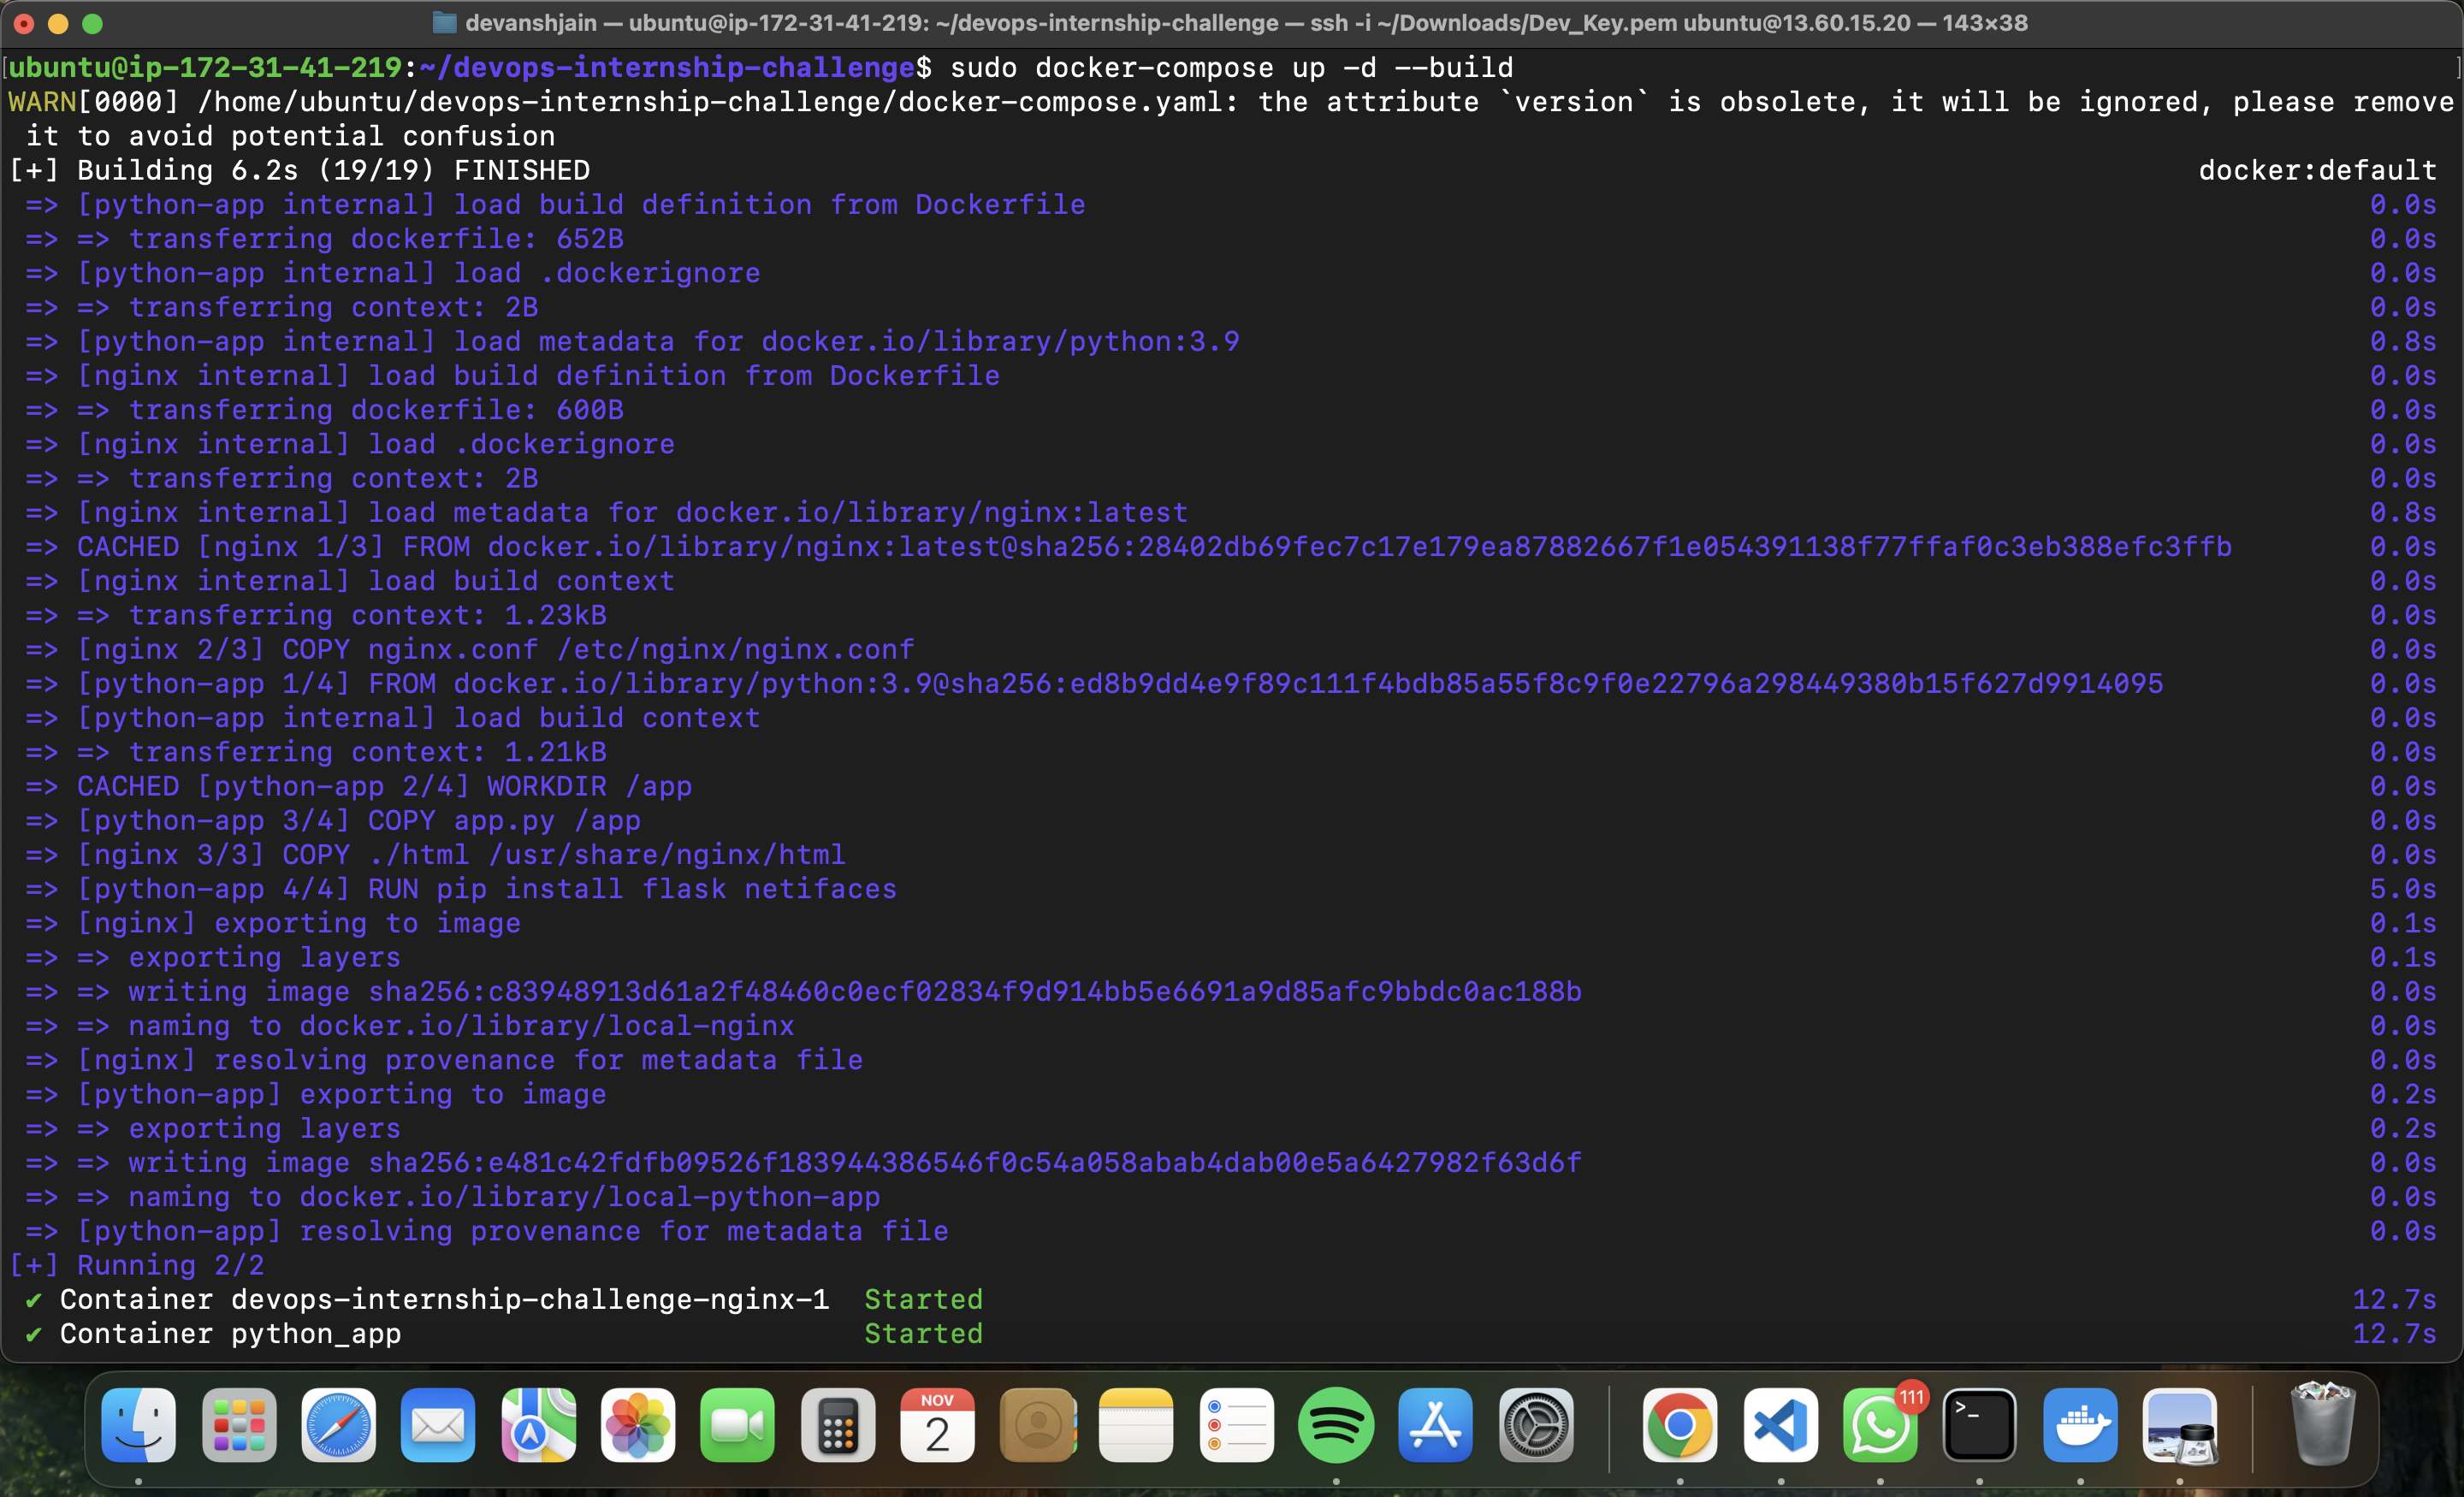 devanshjain — ubuntu@ip-172-31-41-219: ~/devops-internship-challenge — ssh -i ~/Downloads/Dev_Key.pem ubuntu@13.60.15.20 — 143×38
[ubuntu@ip-172-31-41-219:~/devops-internship-challenge$ sudo docker-compose up -d --build ]
WARN[0000] /home/ubuntu/devops-internship-challenge/docker-compose.yaml: the attribute `version` is obsolete, it will be ignored, please remove
 it to avoid potential confusion
[+] Building 6.2s (19/19) FINISHED docker:default
=> [python-app internal] load build definition from Dockerfile 0.0s
=> => transferring dockerfile: 652B 0.0s
=> [python-app internal] load .dockerignore 0.0s
=> => transferring context: 2B 0.0s
=> [python-app internal] load metadata for docker.io/library/python:3.9 0.8s
=> [nginx internal] load build definition from Dockerfile 0.0s
=> => transferring dockerfile: 600B 0.0s
=> [nginx internal] load .dockerignore 0.0s
=> => transferring context: 2B 0.0s
=> [nginx internal] load metadata for docker.io/library/nginx:latest 0.8s
=> CACHED [nginx 1/3] FROM docker.io/library/nginx:latest@sha256:28402db69fec7c17e179ea87882667f1e054391138f77ffaf0c3eb388efc3ffb 0.0s
=> [nginx internal] load build context 0.0s
=> => transferring context: 1.23kB 0.0s
=> [nginx 2/3] COPY nginx.conf /etc/nginx/nginx.conf 0.0s
=> [python-app 1/4] FROM docker.io/library/python:3.9@sha256:ed8b9dd4e9f89c111f4bdb85a55f8c9f0e22796a298449380b15f627d9914095 0.0s
=> [python-app internal] load build context 0.0s
=> => transferring context: 1.21kB 0.0s
=> CACHED [python-app 2/4] WORKDIR /app 0.0s
=> [python-app 3/4] COPY app.py /app 0.0s
=> [nginx 3/3] COPY ./html /usr/share/nginx/html 0.0s
=> [python-app 4/4] RUN pip install flask netifaces 5.0s
=> [nginx] exporting to image 0.1s
=> => exporting layers 0.1s
=> => writing image sha256:c83948913d61a2f48460c0ecf02834f9d914bb5e6691a9d85afc9bbdc0ac188b 0.0s
=> => naming to docker.io/library/local-nginx 0.0s
=> [nginx] resolving provenance for metadata file 0.0s
=> [python-app] exporting to image 0.2s
=> => exporting layers 0.2s
=> => writing image sha256:e481c42fdfb09526f183944386546f0c54a058abab4dab00e5a6427982f63d6f 0.0s
=> => naming to docker.io/library/local-python-app 0.0s
=> [python-app] resolving provenance for metadata file 0.0s
[+] Running 2/2
✔ Container devops-internship-challenge-nginx-1 Started 12.7s
✔ Container python_app Started 12.7s
NOV
2
111
>_